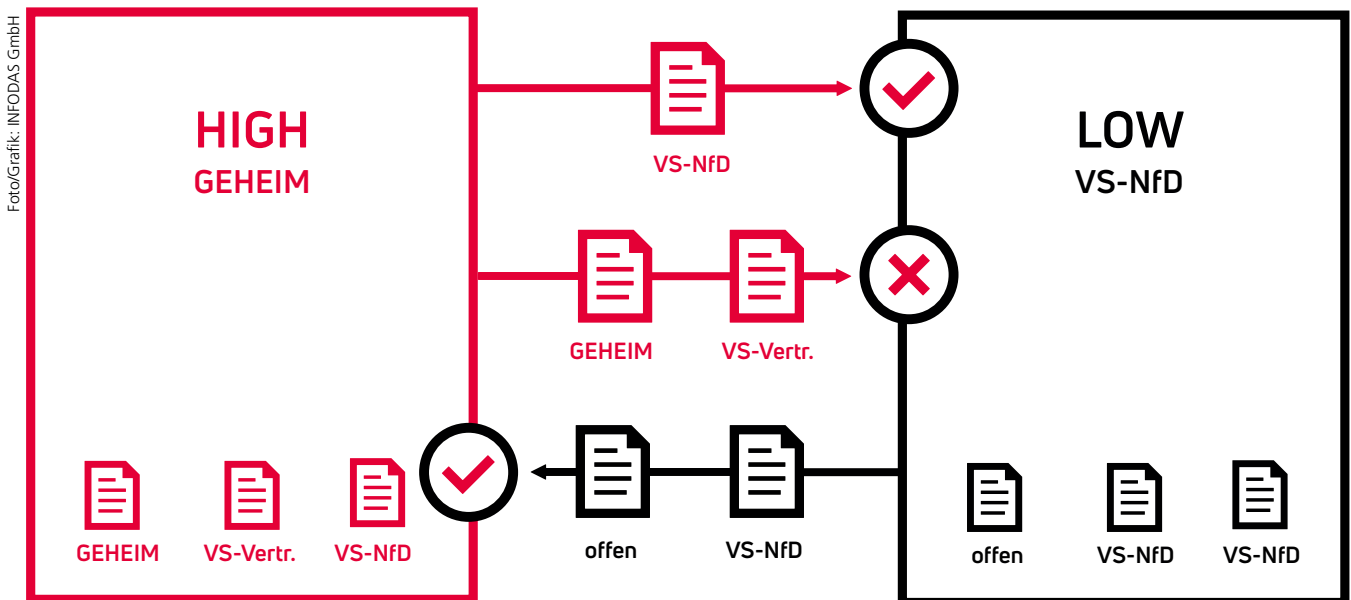 Foto/Grafik: INFODAS GmbH
HIGH
GEHEIM
VS-NfD
LOW
VS-NfD
GEHEIM
VS-Vertr.
offen
VS-NfD
GEHEIM
VS-Vertr.
VS-NfD
offen
VS-NfD
VS-NfD